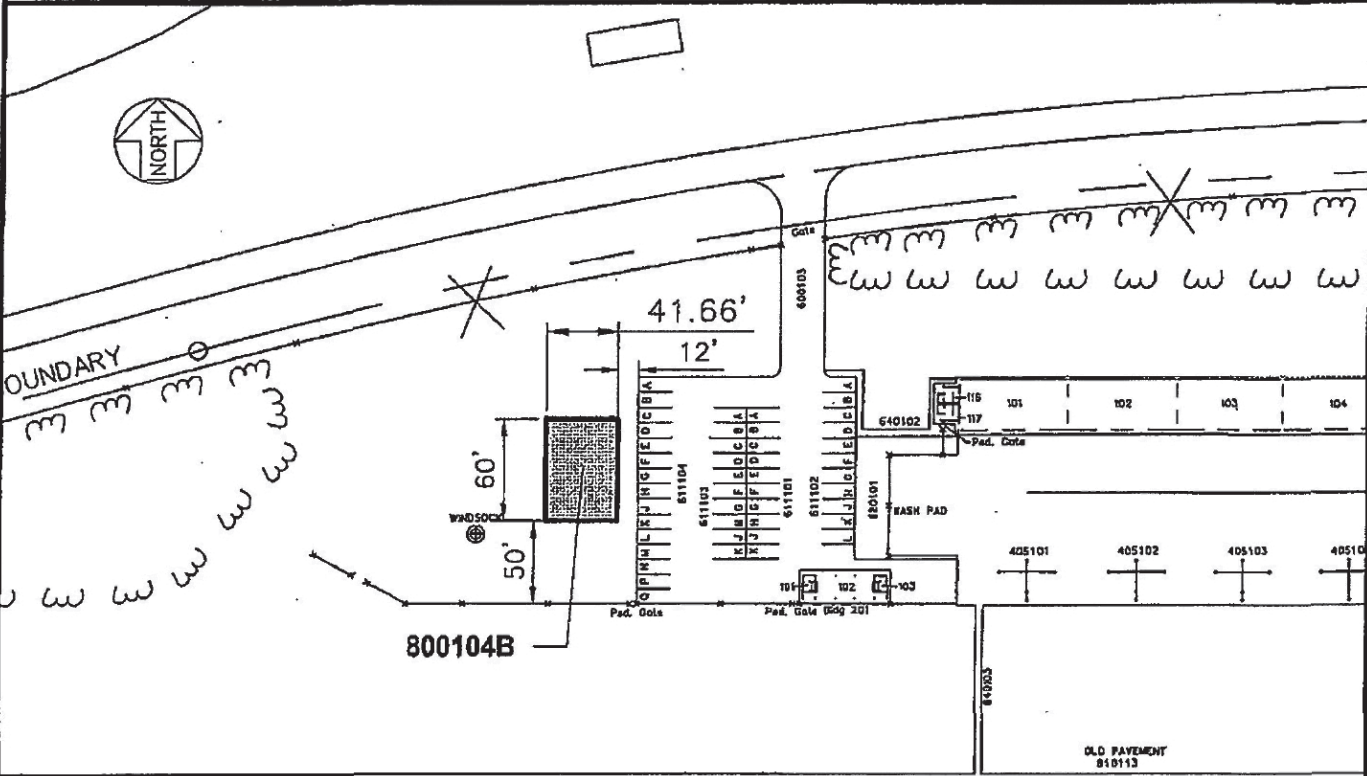 NORTH
Gate
600103
41.66'
12'
OUNDARY
60'
50'
WINDSOCK
800104B
A
B
C
D
E
F
G
H
J
K
L
M
N
P
Q
611104
611103
A
B
C
D
E
F
G
H
J
K
A
B
C
D
E
F
G
H
J
K
611101
611102
A
B
C
D
E
F
G
H
J
K
L
640102
116
117
Ped. Gate
101
102
103
104
620101
WASH PAD
405101
405102
405103
40510
101
102
103
Ped. Gate
Ped. Gate (Bldg 20)
640103
OLD PAVEMENT
810113